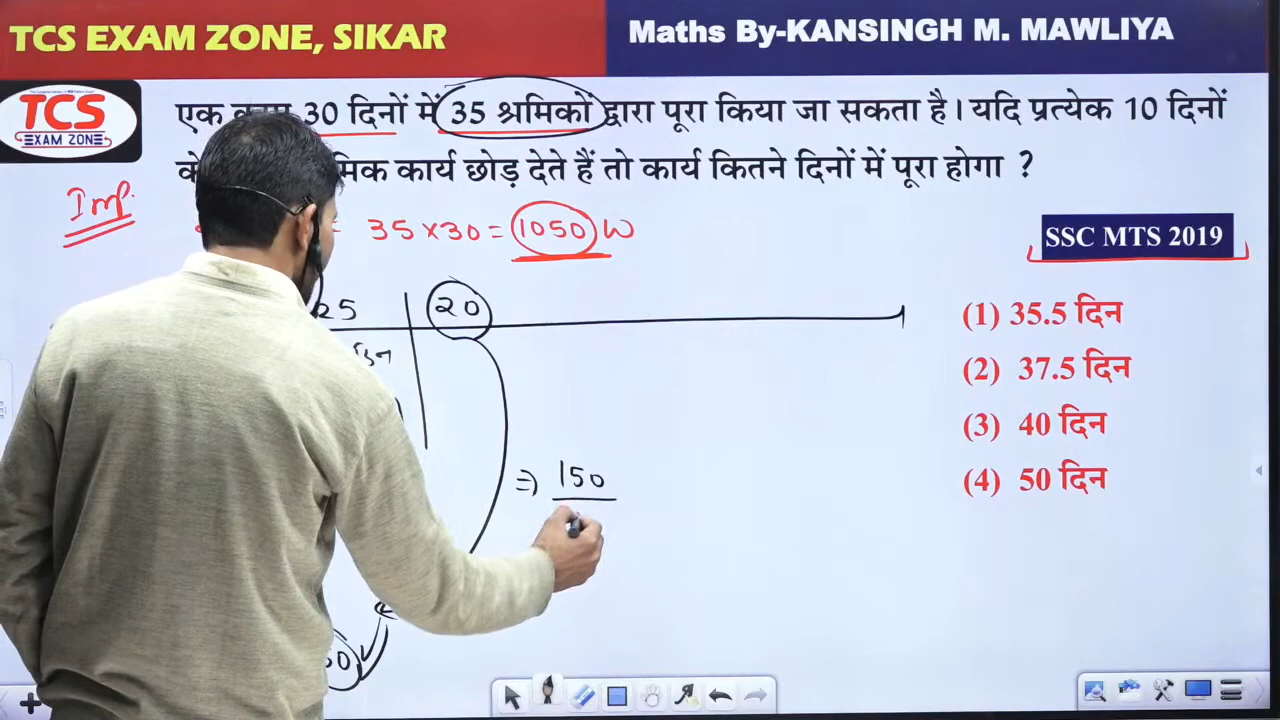 TCS EXAM ZONE, SIKAR
Maths By-KANSINGH M. MAWLIYA
TCS
EXAM ZONE
एक 30 दिनों में 35 श्रमिकों द्वारा पूरा किया जा सकता है। यदि प्रत्येक 10 दिनों
कार्य छोड़ देते हैं तो कार्य कितने दिनों में पूरा होगा ?
Imp.
35 × 30 = 1050 W
SSC MTS 2019
25 20
(1) 35.5 दिन
(2) 37.5 दिन
(3) 40 दिन
(4) 50 दिन
⇒ 150